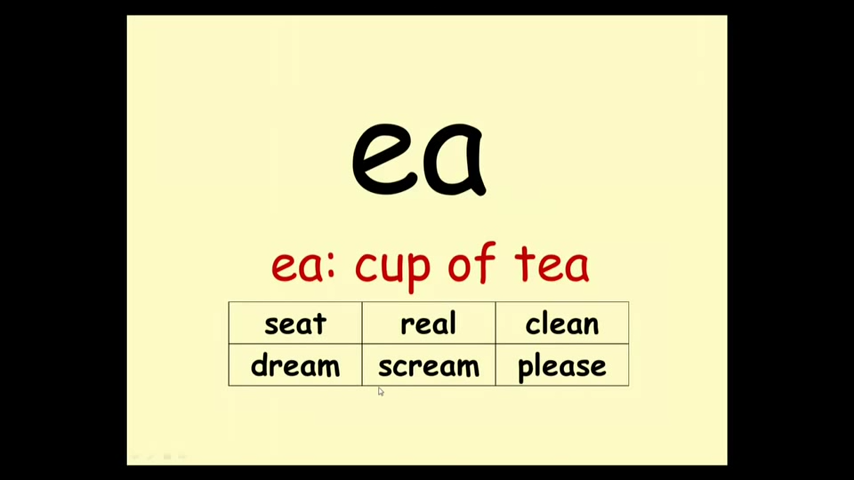 ea
ea: cup of tea
seat real clean
dream scream please